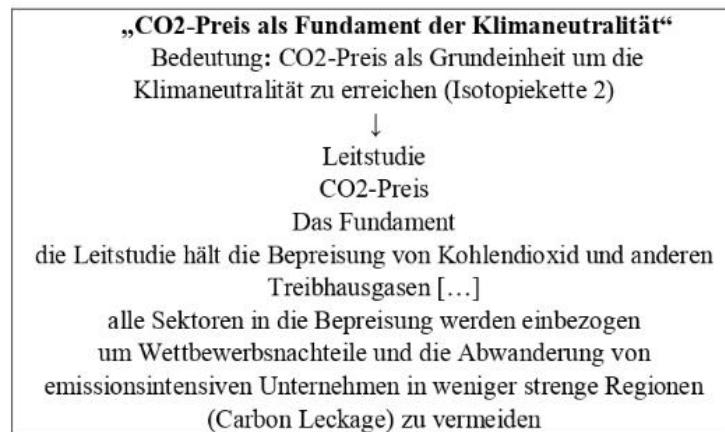 „CO2-Preis als Fundament der Klimaneutralität“
Bedeutung: CO2-Preis als Grundeinheit um die
Klimaneutralität zu erreichen (Isotopiekette 2)
↓
Leitstudie
CO2-Preis
Das Fundament
die Leitstudie hält die Bepreisung von Kohlendioxid und anderen
Treibhausgasen […]
alle Sektoren in die Bepreisung werden einbezogen
um Wettbewerbsnachteile und die Abwanderung von
emissionsintensiven Unternehmen in weniger strenge Regionen
(Carbon Leckage) zu vermeiden